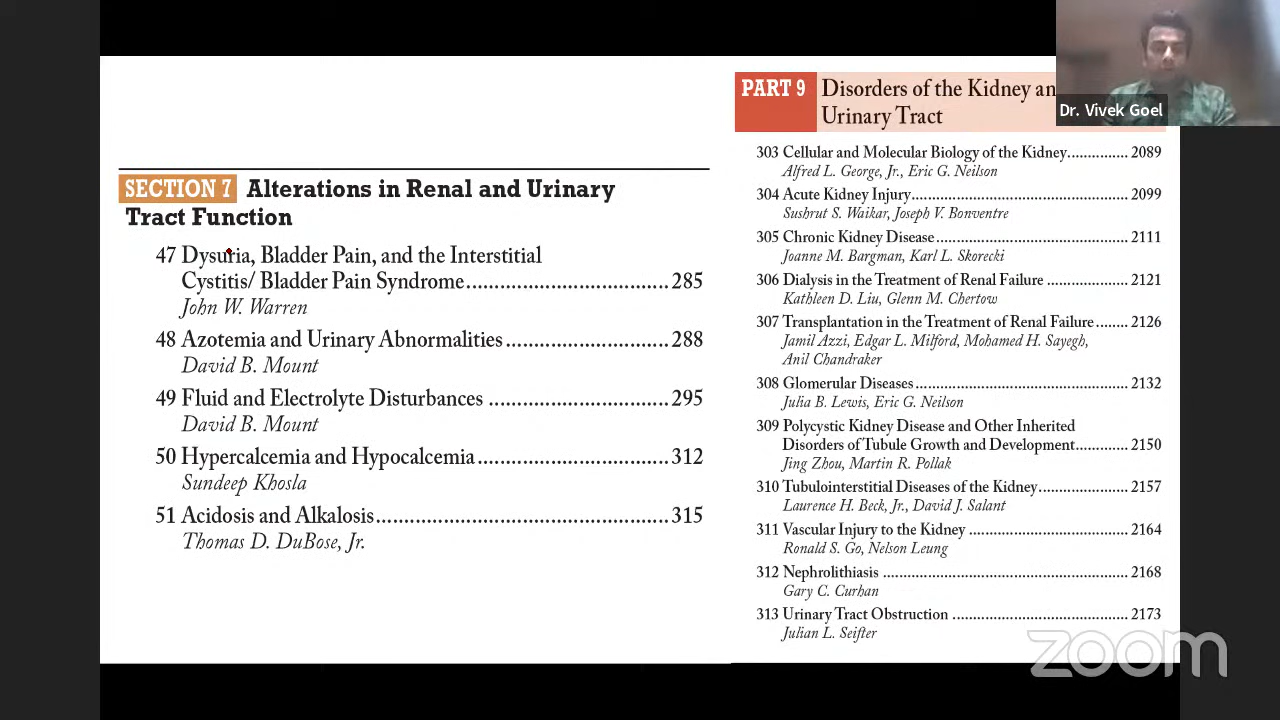 SECTION 7 Alterations in Renal and Urinary
Tract Function
47 Dysuria, Bladder Pain, and the Interstitial
Cystitis/ Bladder Pain Syndrome....................................285
John W. Warren
48 Azotemia and Urinary Abnormalities .............................288
David B. Mount
49 Fluid and Electrolyte Disturbances ................................295
David B. Mount
50 Hypercalcemia and Hypocalcemia..................................312
Sundeep Khosla
51 Acidosis and Alkalosis....................................................315
Thomas D. DuBose, Jr.
PART 9 Disorders of the Kidney an
Urinary Tract
303 Cellular and Molecular Biology of the Kidney...............2089
Alfred L. George, Jr., Eric G. Neilson
304 Acute Kidney Injury......................................................2099
Sushrut S. Waikar, Joseph V. Bonventre
305 Chronic Kidney Disease................................................2111
Joanne M. Bargman, Karl L. Skorecki
306 Dialysis in the Treatment of Renal Failure ....................2121
Kathleen D. Liu, Glenn M. Chertow
307 Transplantation in the Treatment of Renal Failure........2126
Jamil Azzi, Edgar L. Milford, Mohamed H. Sayegh,
Anil Chandraker
308 Glomerular Diseases.....................................................2132
Julia B. Lewis, Eric G. Neilson
309 Polycystic Kidney Disease and Other Inherited
Disorders of Tubule Growth and Development.............2150
Jing Zhou, Martin R. Pollak
310 Tubulointerstitial Diseases of the Kidney......................2157
Laurence H. Beck, Jr., David J. Salant
311 Vascular Injury to the Kidney .......................................2164
Ronald S. Go, Nelson Leung
312 Nephrolithiasis .............................................................2168
Gary C. Curhan
313 Urinary Tract Obstruction ............................................2173
Julian L. Seifter
Dr. Vivek Goel
zoom